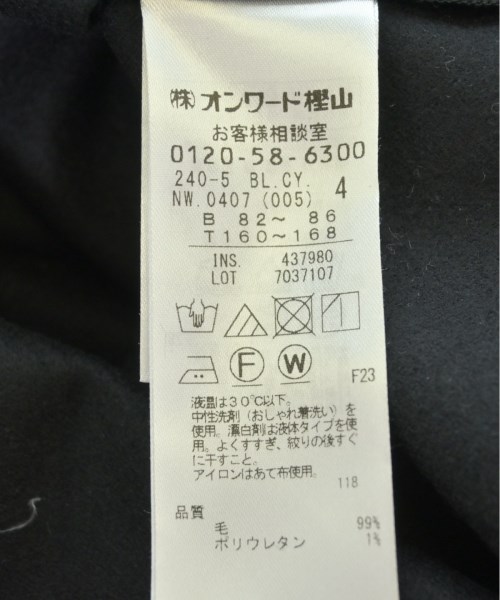 ㈱オンワード樫山
お客様相談室
0120-58-6300
240-5 BL.CY. 4
NW.0407 (005)
B 82～ 86
T160～168
INS. 437980
LOT 7037107
F W
F23
液温は30℃以下。
中性洗剤(おしゃれ着洗い)を
使用。漂白剤は液体タイプを使
用。よくすすぎ、絞りの後すぐ
に干すこと。
アイロンはあて布使用。
118
品質
毛 99%
ポリウレタン 1%